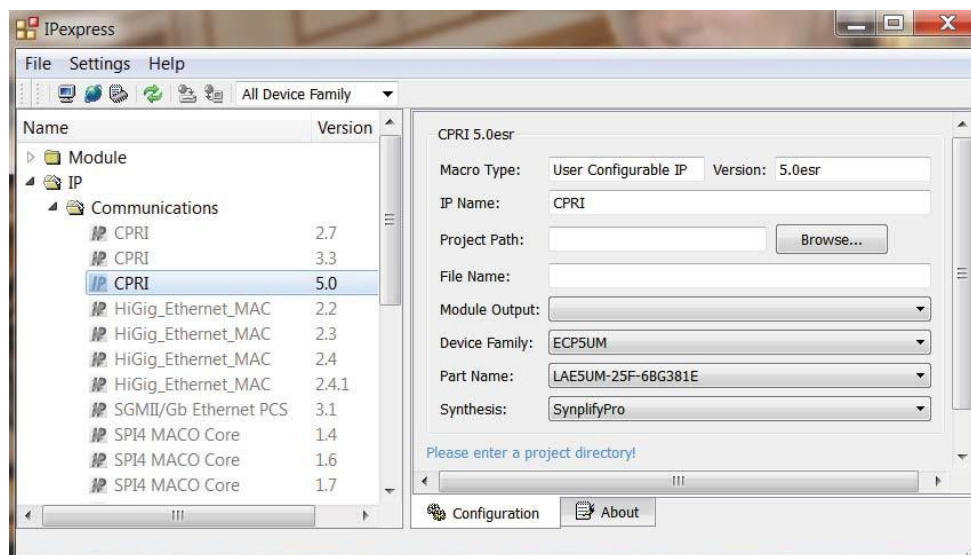 IPexpress
File Settings Help
All Device Family
Name Version
Module
IP
Communications
CPRI 2.7
CPRI 3.3
CPRI 5.0
HiGig_Ethernet_MAC 2.2
HiGig_Ethernet_MAC 2.3
HiGig_Ethernet_MAC 2.4
HiGig_Ethernet_MAC 2.4.1
SGMII/Gb Ethernet PCS 3.1
SPI4 MACO Core 1.4
SPI4 MACO Core 1.6
SPI4 MACO Core 1.7
CPRI 5.0esr
Macro Type: User Configurable IP Version: 5.0esr
IP Name: CPRI
Project Path: Browse...
File Name:
Module Output:
Device Family: ECP5UM
Part Name: LAE5UM-25F-6BG381E
Synthesis: SynplifyPro
Please enter a project directory!
Configuration About